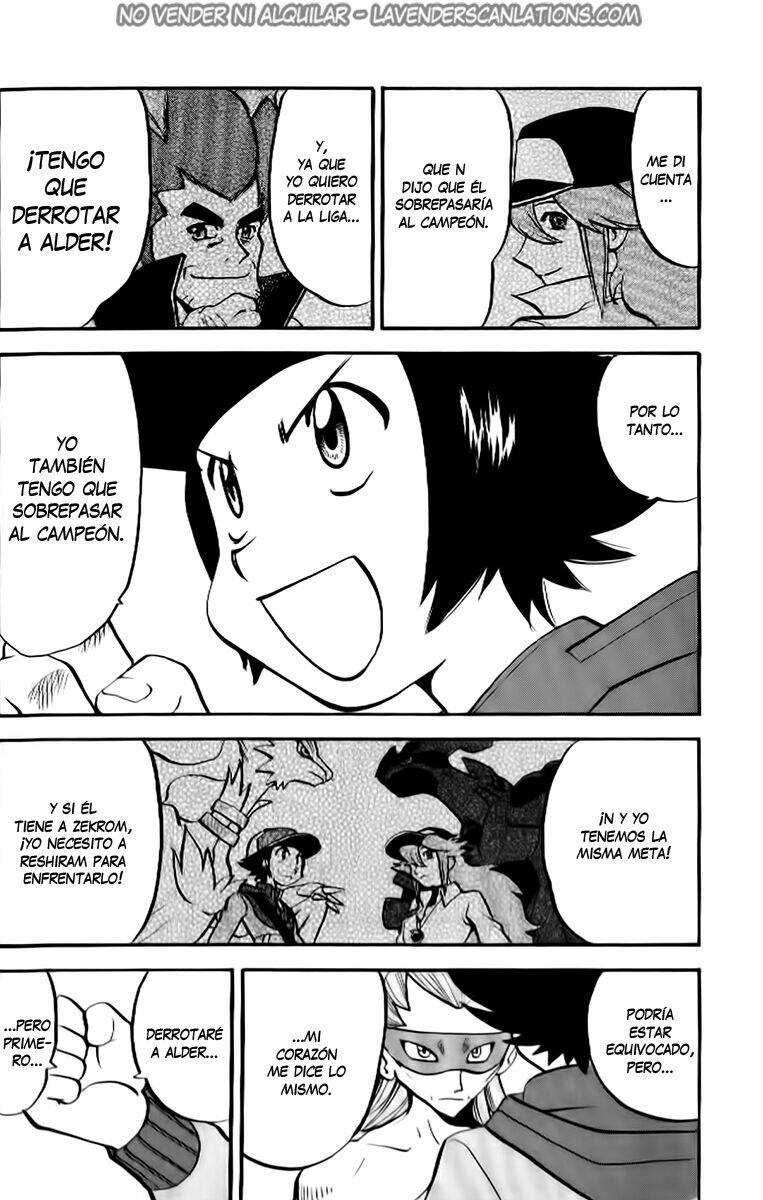 NO VENDER NI ALQUILAR - LAVENDERSCANLATIONS.COM
ME DI
CUENTA
...
QUE N
DIJO QUE ÉL
SOBREPASARÍA
AL CAMPEÓN.
Y,
YA QUE
YO QUIERO
DERROTAR
A LA LIGA...
¡TENGO
QUE
DERROTAR
A ALDER!
POR LO
TANTO...
YO
TAMBIÉN
TENGO QUE
SOBREPASAR
AL CAMPEÓN.
¡N Y YO
TENEMOS LA
MISMA META!
Y SI ÉL
TIENE A ZEKROM,
¡YO NECESITO A
RESHIRAM PARA
ENFRENTARLO!
PODRÍA
ESTAR
EQUIVOCADO,
PERO...
...MI
CORAZÓN
ME DICE LO
MISMO.
DERROTARÉ
A ALDER...
...PERO
PRIME-
RO...